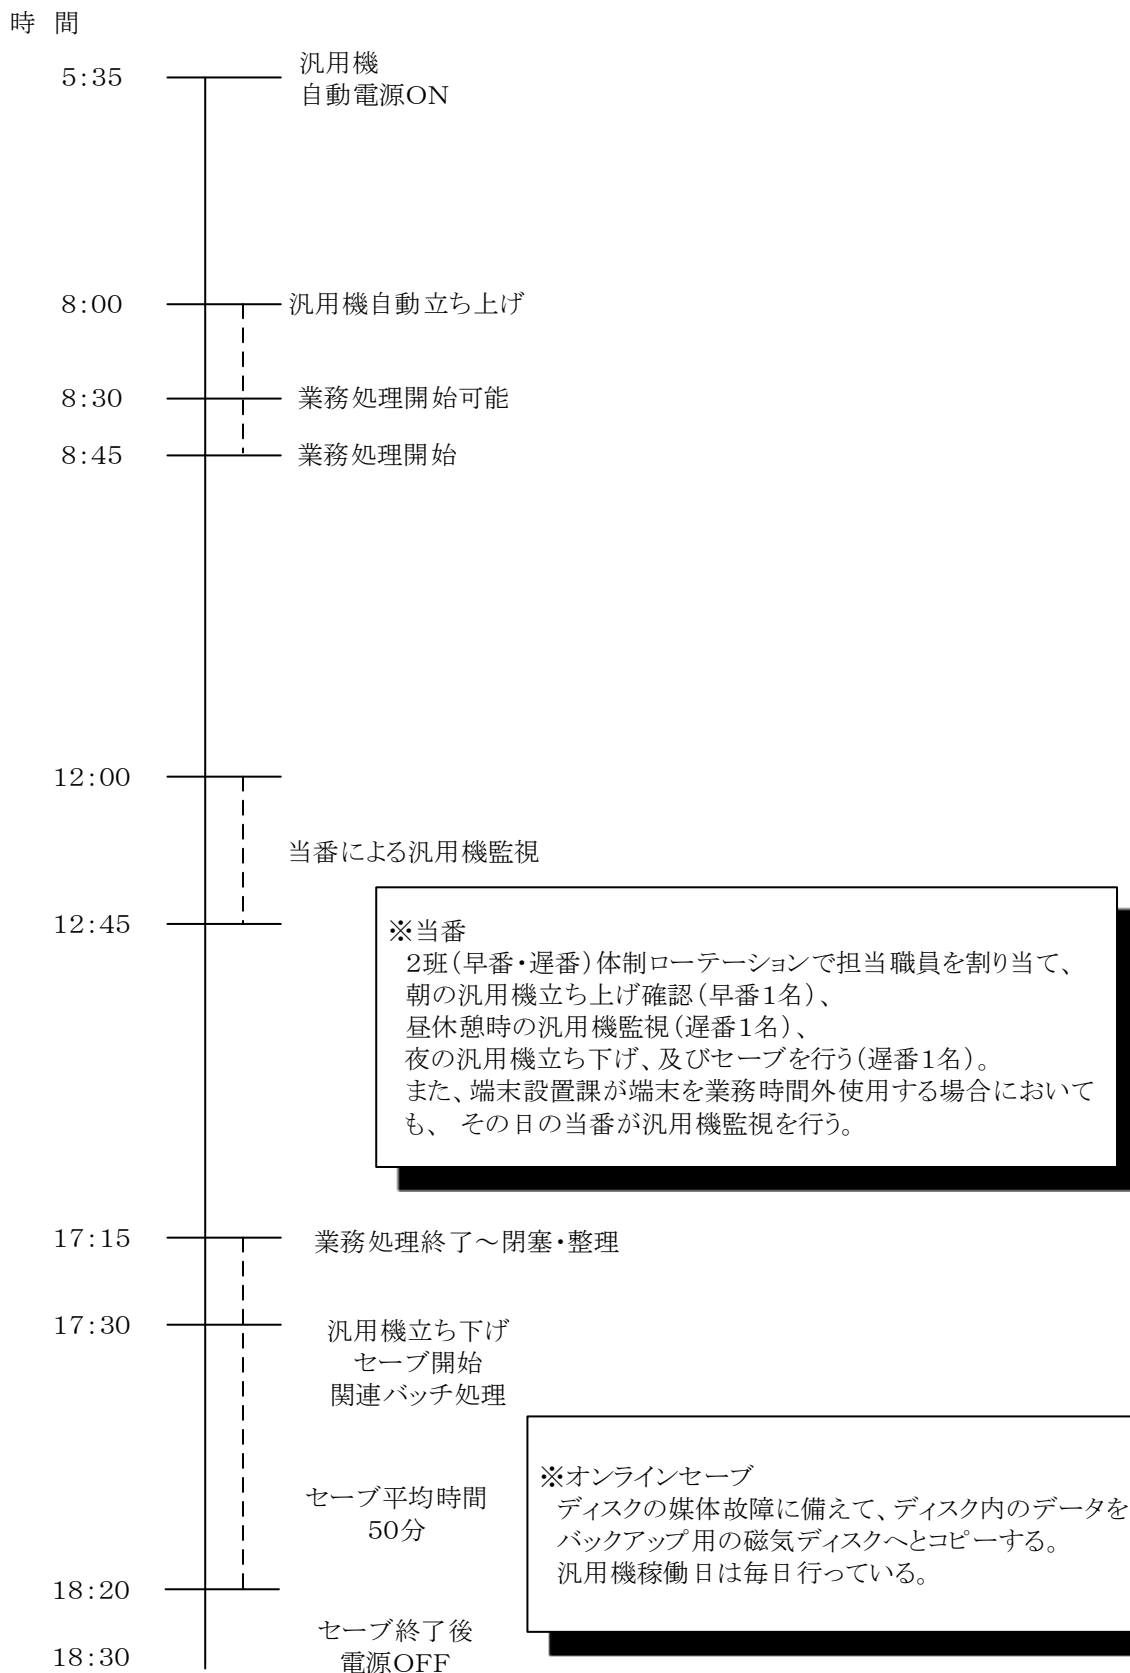 時 間
5:35
汎用機
自動電源ON
8:00
汎用機自動立ち上げ
8:30
業務処理開始可能
8:45
業務処理開始
12:00
当番による汎用機監視
12:45
※当番
2班(早番・遅番)体制ローテーションで担当職員を割り当て、
朝の汎用機立ち上げ確認(早番1名)、
昼休憩時の汎用機監視(遅番1名)、
夜の汎用機立ち下げ、及びセーブを行う(遅番1名)。
また、端末設置課が端末を業務時間外使用する場合において
も、 その日の当番が汎用機監視を行う。
17:15
業務処理終了～閉塞・整理
17:30
汎用機立ち下げ
セーブ開始
関連バッチ処理
※オンラインセーブ
ディスクの媒体故障に備えて、ディスク内のデータを
バックアップ用の磁気ディスクへとコピーする。
汎用機稼働日は毎日行っている。
セーブ平均時間
50分
18:20
セーブ終了後
電源OFF
18:30